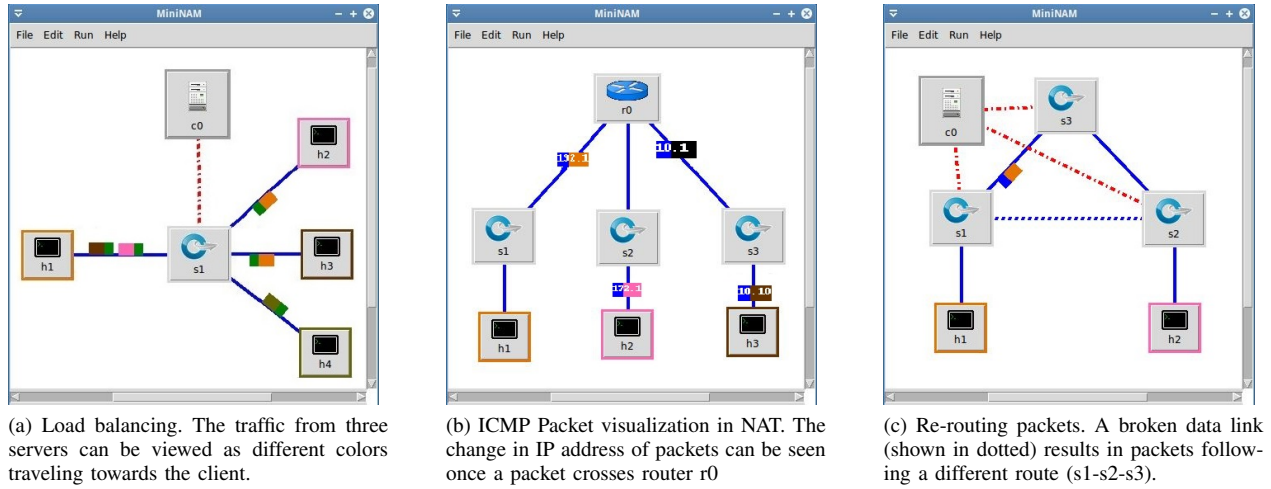 MiniNAM
File Edit Run Help
c0
h2
h1
s1
h3
h4
(a) Load balancing. The traffic from three
servers can be viewed as different colors
traveling towards the client.
MiniNAM
File Edit Run Help
r0
132.1
10.1
s1
s2
s3
172.1
10.10
h1
h2
h3
(b) ICMP Packet visualization in NAT. The
change in IP address of packets can be seen
once a packet crosses router r0
MiniNAM
File Edit Run Help
c0
s3
s1
s2
h1
h2
(c) Re-routing packets. A broken data link
(shown in dotted) results in packets follow-
ing a different route (s1-s2-s3).